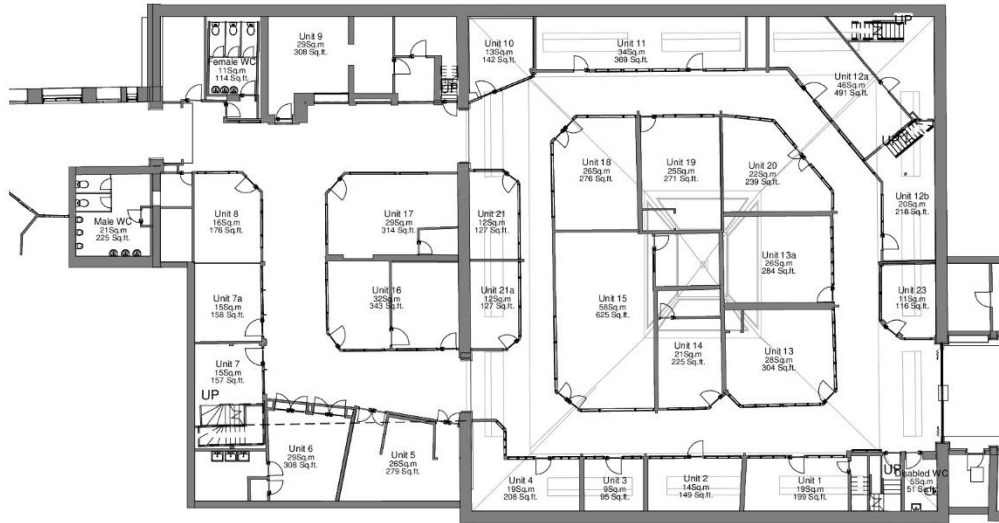 Unit 9
29Sq.m
308 Sq.ft.
Female WC
11Sq.m
114 Sq.ft.
UP
Unit 10
13Sq.m
142 Sq.ft.
Unit 11
34Sq.m
369 Sq.ft.
UP
Unit 12a
46Sq.m
491 Sq.ft.
UP
Unit 18
26Sq.m
276 Sq.ft.
Unit 19
25Sq.m
271 Sq.ft.
Unit 20
22Sq.m
239 Sq.ft.
Unit 12b
20Sq.m
218 Sq.ft.
Male WC
21Sq.m
225 Sq.ft.
Unit 8
16Sq.m
176 Sq.ft.
Unit 17
29Sq.m
314 Sq.ft.
Unit 21
12Sq.m
127 Sq.ft.
Unit 13a
26Sq.m
284 Sq.ft.
Unit 7a
15Sq.m
158 Sq.ft.
Unit 16
32Sq.m
343 Sq.ft.
Unit 21a
12Sq.m
127 Sq.ft.
Unit 15
58Sq.m
625 Sq.ft.
Unit 23
11Sq.m
116 Sq.ft.
Unit 7
15Sq.m
157 Sq.ft.
UP
Unit 14
21Sq.m
225 Sq.ft.
Unit 13
28Sq.m
304 Sq.ft.
Unit 6
29Sq.m
308 Sq.ft.
Unit 5
26Sq.m
279 Sq.ft.
Unit 4
19Sq.m
208 Sq.ft.
Unit 3
9Sq.m
95 Sq.ft.
Unit 2
14Sq.m
149 Sq.ft.
Unit 1
19Sq.m
199 Sq.ft.
UP
Disabled WC
5Sq.m
51 Sq.ft.